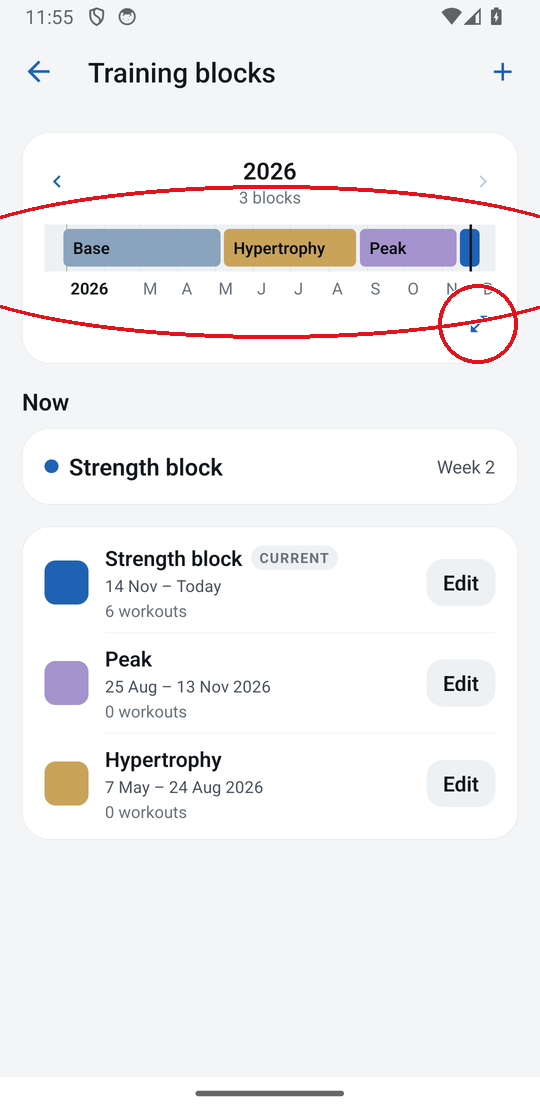 11:55
Training blocks
2026
3 blocks
Base Hypertrophy Peak
2026 M A M J J A S O N D
Now
Strength block Week 2
Strength block CURRENT
14 Nov – Today
6 workouts
Edit
Peak
25 Aug – 13 Nov 2026
0 workouts
Edit
Hypertrophy
7 May – 24 Aug 2026
0 workouts
Edit